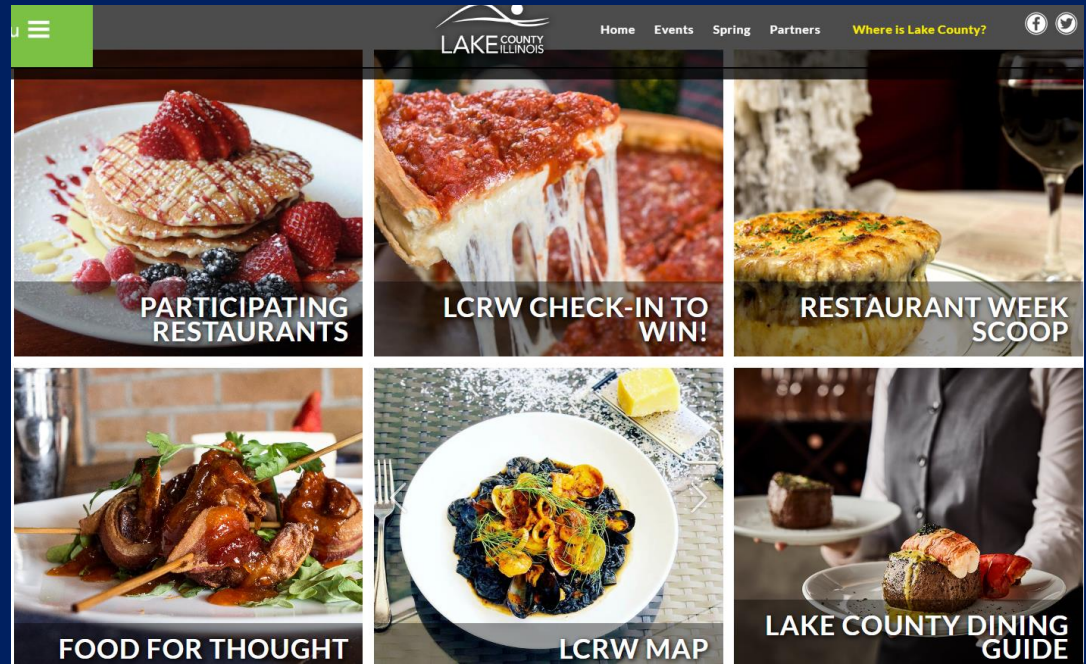 LAKE COUNTY ILLINOIS
Home Events Spring Partners Where is Lake County?
PARTICIPATING
RESTAURANTS
LCRW CHECK-IN TO
WIN!
RESTAURANT WEEK
SCOOP
FOOD FOR THOUGHT
LCRW MAP
LAKE COUNTY DINING
GUIDE